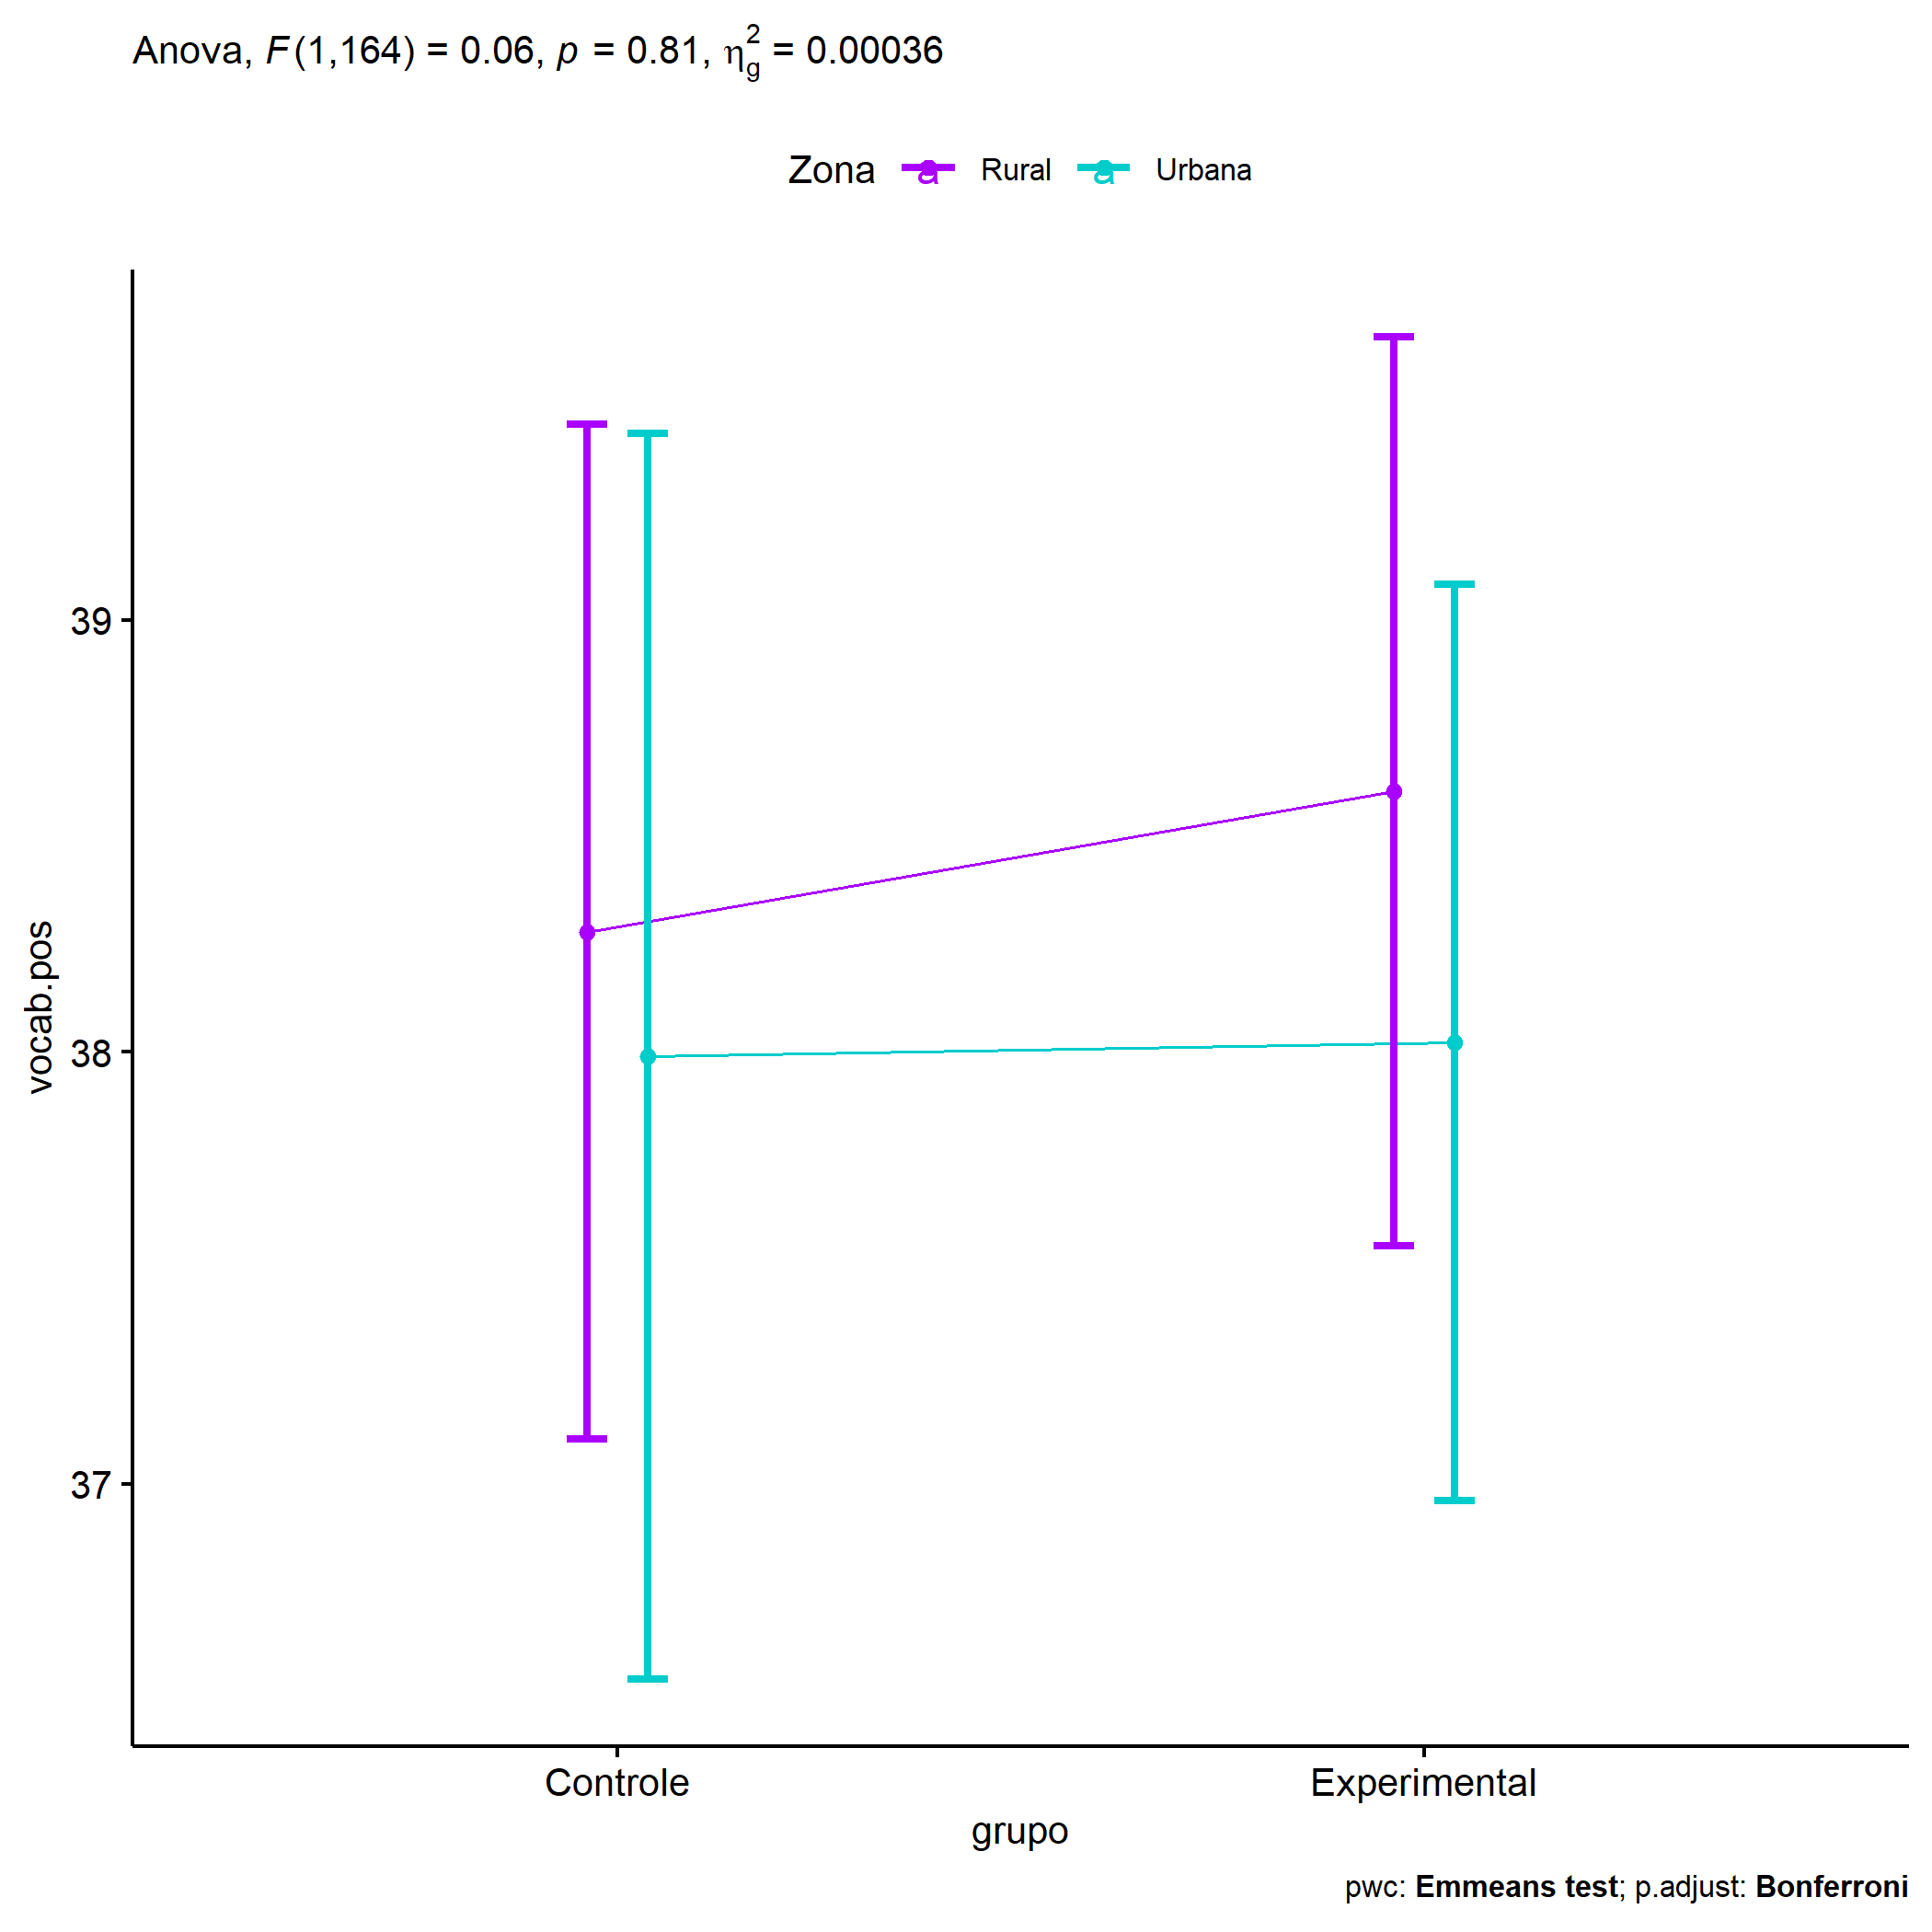 Anova, F(1,164) = 0.06, p = 0.81, η²g = 0.00036
Zona a Rural a Urbana
39
38
37
vocab.pos
Controle Experimental
grupo
pwc: Emmeans test; p.adjust: Bonferroni